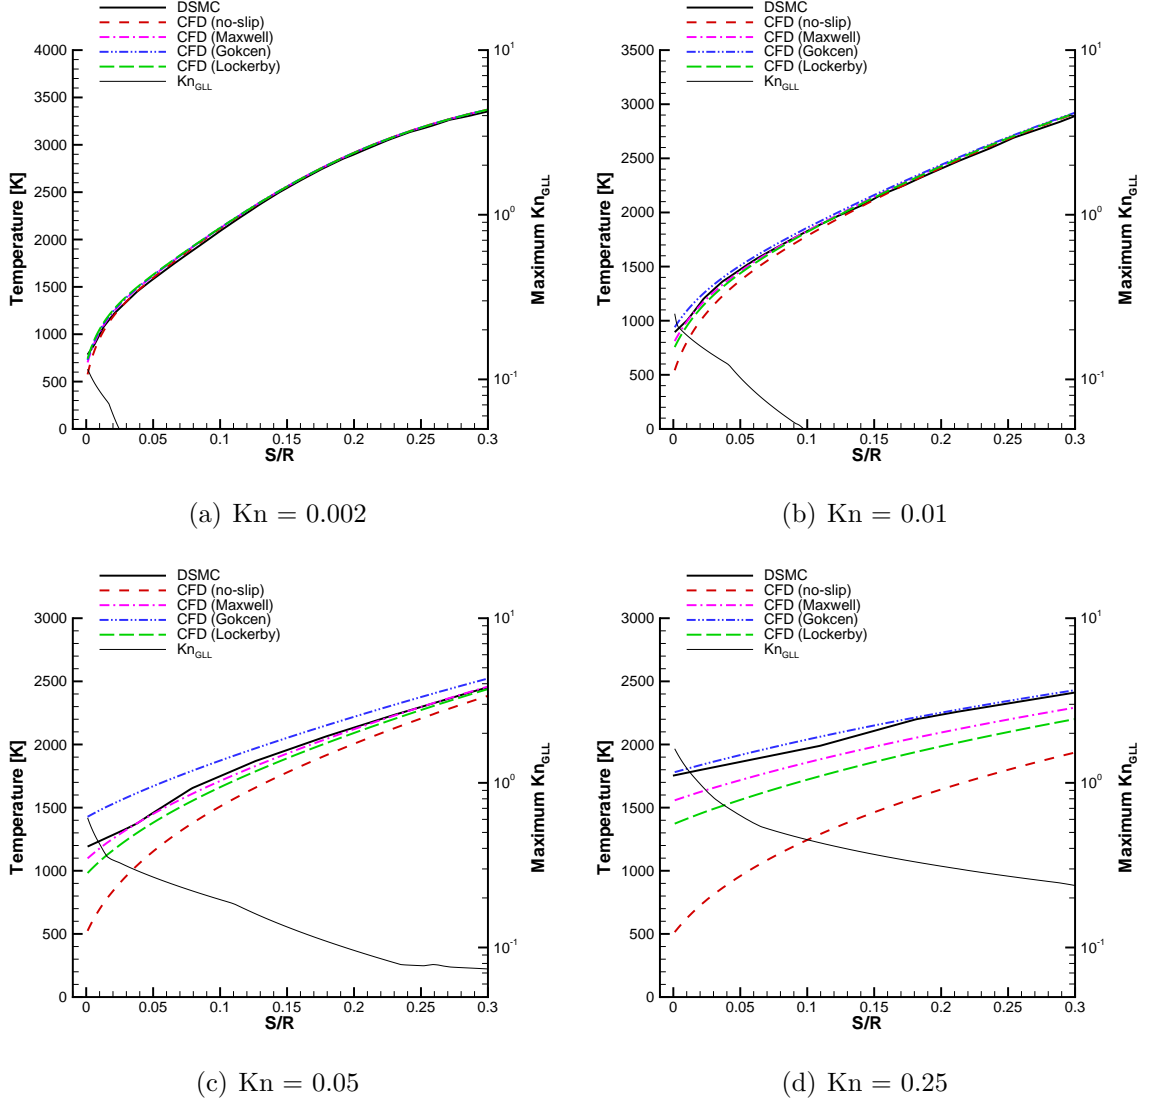 DSMC
CFD (no-slip)
CFD (Maxwell)
CFD (Gokcen)
CFD (Lockerby)
Kn_GLL
Temperature [K]
4000
3500
3000
2500
2000
1500
1000
500
0
0 0.05 0.1 0.15 0.2 0.25 0.3
S/R
10^1
10^0
10^-1
Maximum Kn_GLL
(a) Kn = 0.002
DSMC
CFD (no-slip)
CFD (Maxwell)
CFD (Gokcen)
CFD (Lockerby)
Kn_GLL
Temperature [K]
3500
3000
2500
2000
1500
1000
500
0
0 0.05 0.1 0.15 0.2 0.25 0.3
S/R
10^1
10^0
10^-1
Maximum Kn_GLL
(b) Kn = 0.01
DSMC
CFD (no-slip)
CFD (Maxwell)
CFD (Gokcen)
CFD (Lockerby)
Kn_GLL
Temperature [K]
3000
2500
2000
1500
1000
500
0
0 0.05 0.1 0.15 0.2 0.25 0.3
S/R
10^1
10^0
10^-1
Maximum Kn_GLL
(c) Kn = 0.05
DSMC
CFD (no-slip)
CFD (Maxwell)
CFD (Gokcen)
CFD (Lockerby)
Kn_GLL
Temperature [K]
3000
2500
2000
1500
1000
500
0
0 0.05 0.1 0.15 0.2 0.25 0.3
S/R
10^1
10^0
10^-1
Maximum Kn_GLL
(d) Kn = 0.25